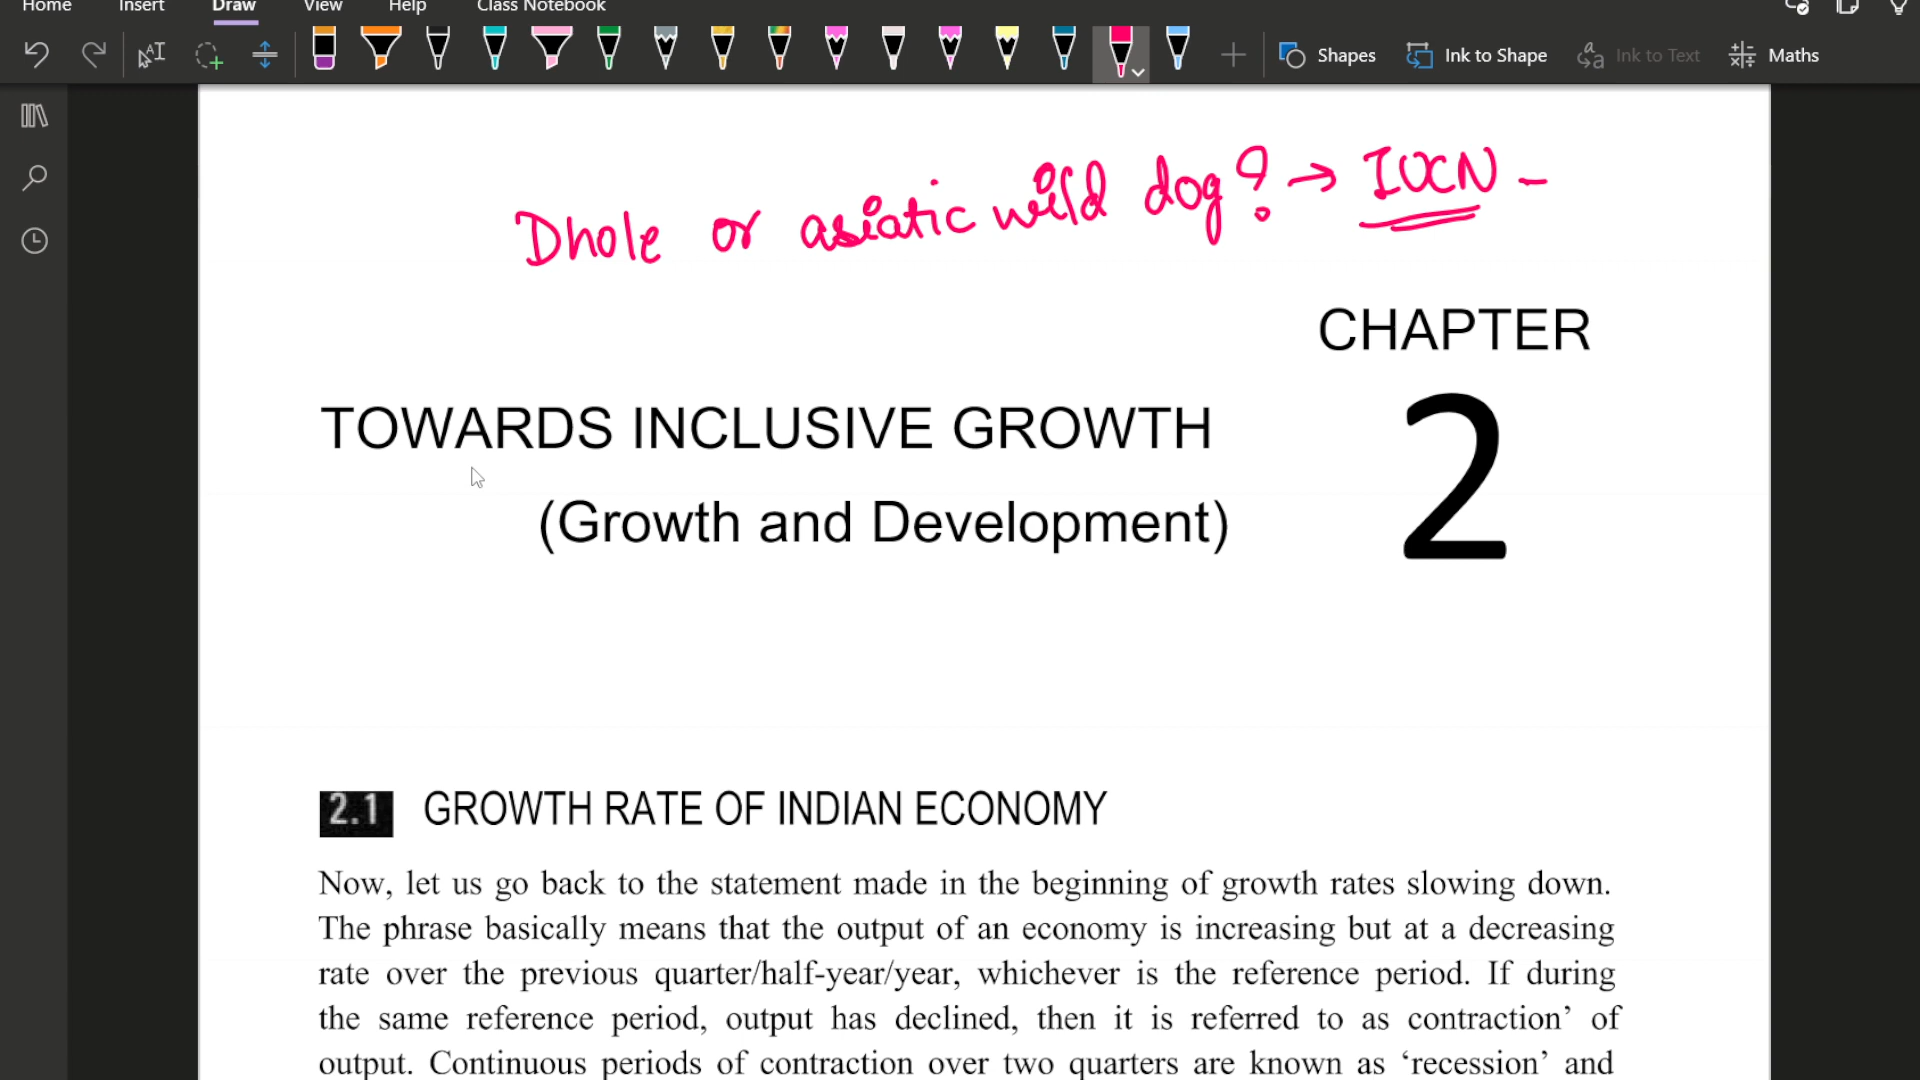 Home Insert Draw View Help Class Notebook
Shapes Ink to Shape Ink to Text Maths
Dhole or asiatic wild dog? → IUCN -
CHAPTER
2
TOWARDS INCLUSIVE GROWTH
(Growth and Development)
2.1 GROWTH RATE OF INDIAN ECONOMY
Now, let us go back to the statement made in the beginning of growth rates slowing down.
The phrase basically means that the output of an economy is increasing but at a decreasing
rate over the previous quarter/half-year/year, whichever is the reference period. If during
the same reference period, output has declined, then it is referred to as contraction’ of
output. Continuous periods of contraction over two quarters are known as ‘recession’ and